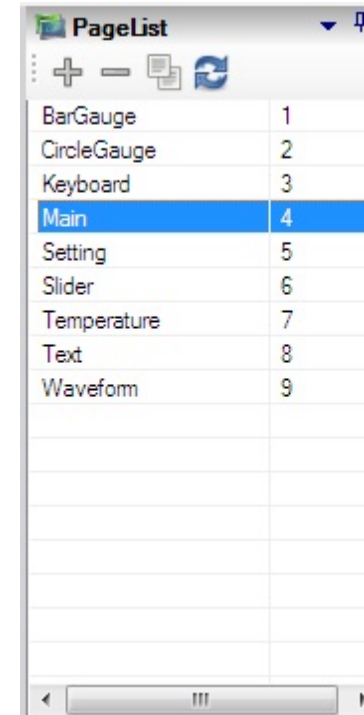 PageList
BarGauge 1
CircleGauge 2
Keyboard 3
Main 4
Setting 5
Slider 6
Temperature 7
Text 8
Waveform 9